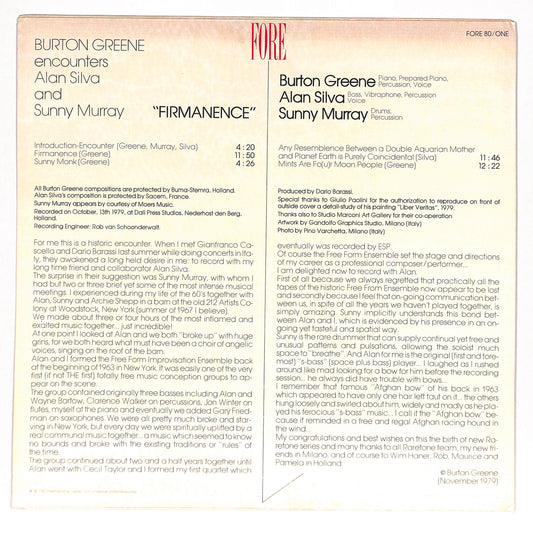 FORE
FORE 80/ONE
BURTON GREENE
encounters
Alan Silva
and
Sunny Murray "FIRMANENCE"
Introduction-Encounter (Greene, Murray, Silva) 4:20
Firmanence (Greene) 11:50
Sunny Monk (Greene) 4:26
All Burton Greene compositions are protected by Buma-Stemra, Holland.
Alan Silva's composition is protected by Sacem, France.
Sunny Murray appears by courtesy of Moers Music.
Recorded on October, 13th 1979, at Dall Press Studios, Nederhost den Berg,
Holland.
Recording Engineer: Rob van Schoonderwalt.
For me this is a historic encounter. When I met Gianfranco Ca-
scella and Dario Barassi last summer while doing concerts in Ita-
ly, they awakened a long held desire in me: to record with my
long time friend and collaborator Alan Silva.
The surprise in their suggestion was Sunny Murray, with whom I
had but two or three brief yet some of the most intense musical
meetings. I experienced during my life of the 60's together with
Alan, Sunny and Archie Shepp in a barn at the old 212 Artists Co-
lony at Woodstock, New York (summer of 1967 I believe).
We made about three or four hours of the most inflamed and
exalted music together... just incredible!
At one point I looked at Alan and we both "broke up" with huge
grins, for we both heard what must have been a choir of angelic
voices, singing on the roof of the barn.
Alan and I formed the Free Form Improvisation Ensemble back
at the beginning of 1963 in New York. It was easily one of the very
first (if not THE first) totally free music conception groups to ap-
pear on the scene.
The group contained originally three basses including Alan and
Wayne Barlow, Clarence Walker on percussions, Jon Winter on
flutes, myself of the piano and eventually we added Gary Fried-
man on saxophones. We were all pretty much broke and star-
ving in New York, but every day we were spiritually uplifted by a
real communal music together... a music which seemed to know
no bounds and broke with the existing traditions or "rules" of
the time.
The group continued about two and a half years together until
Alan went with Cecil Taylor and I formed my first quartet which
Burton Greene Piano, Prepared Piano,
Percussion, Voice
Alan Silva Bass, Vibraphone, Percussion
Voice
Sunny Murray Drums,
Percussion
Any Resemblence Between a Double Aquarian Mother
and Planet Earth is Purely Coincidental (Silva) 11:46
Mints Are Fo(u)r Moon People (Greene) 12:22
Produced by Dario Barassi.
Special thanks to Giulio Paolini for the authorization to reproduce on front of
outside cover a detail-study of his painting "Liber Veritas", 1979.
Thanks also to Studio Marconi Art Gallery for their co-operation
Artwork by Gandolfo Graphics Studio, Milano (Italy)
Photo by Pino Varchetta, Milano (Italy)
eventually was recorded by ESP.
Of course the Free Form Ensemble set the stage and directions
of my career as a professional composer/performer...
I am delighted now to record with Alan.
First of all because we always regretted that practically all the
tapes of the historic Free Form Ensemble now appear to be lost
and secondly because I feel that an on-going communication bet-
ween us, in spite of all the years we haven't played together, is
simply amazing. Sunny implicitly understands this bond bet-
ween Alan and I, which is evidenced by his presence in an on-
going yet tasteful and spatial way.
Sunny is the rare drummer that can supply continual yet free and
unusual patterns and pulsations, allowing the soloist much
space to "breathe". And Alan for me is the original (first and fore-
most) "s-bass" (space plus bass) player... I laughed as I rushed
around like mad looking for a bow for him before the recording
session... he always did have trouble with bows...
I remember that famous "Afghan bow" of his back in 1963
which appeared to have only one hair left taut on it... the others
hung loosely and swirled about him, widely and madly as he pla-
yed his ferocious "s-bass" music... I call it the "Afghan bow" be-
cause it reminded in a free and regal Afghan racing hound in
the wind...
My congratulations and best wishes on this the birth of new Ra-
retone series and many thanks to all Raretone team, my new fri-
ends in Milano, and of course to Wim Haner, Rob, Maurice and
Pamela in Holland
© Burton Greene
(November 1979)